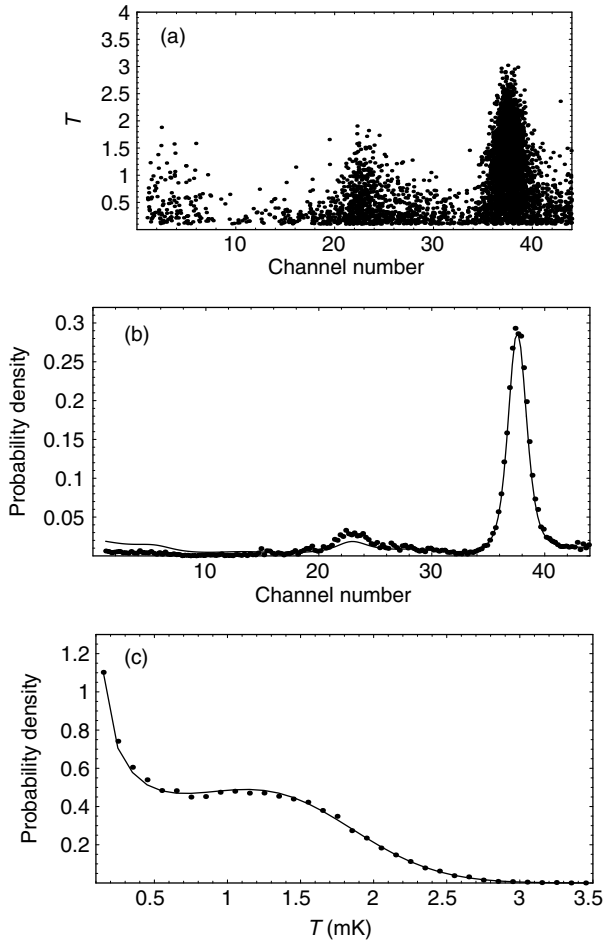 (a)
4
3.5
3
2.5
2
1.5
1
0.5
T
10 20 30 40
Channel number
(b)
0.3
0.25
0.2
0.15
0.1
0.05
Probability density
10 20 30 40
Channel number
(c)
1.2
1
0.8
0.6
0.4
0.2
Probability density
0.5 1 1.5 2 2.5 3 3.5
T (mK)